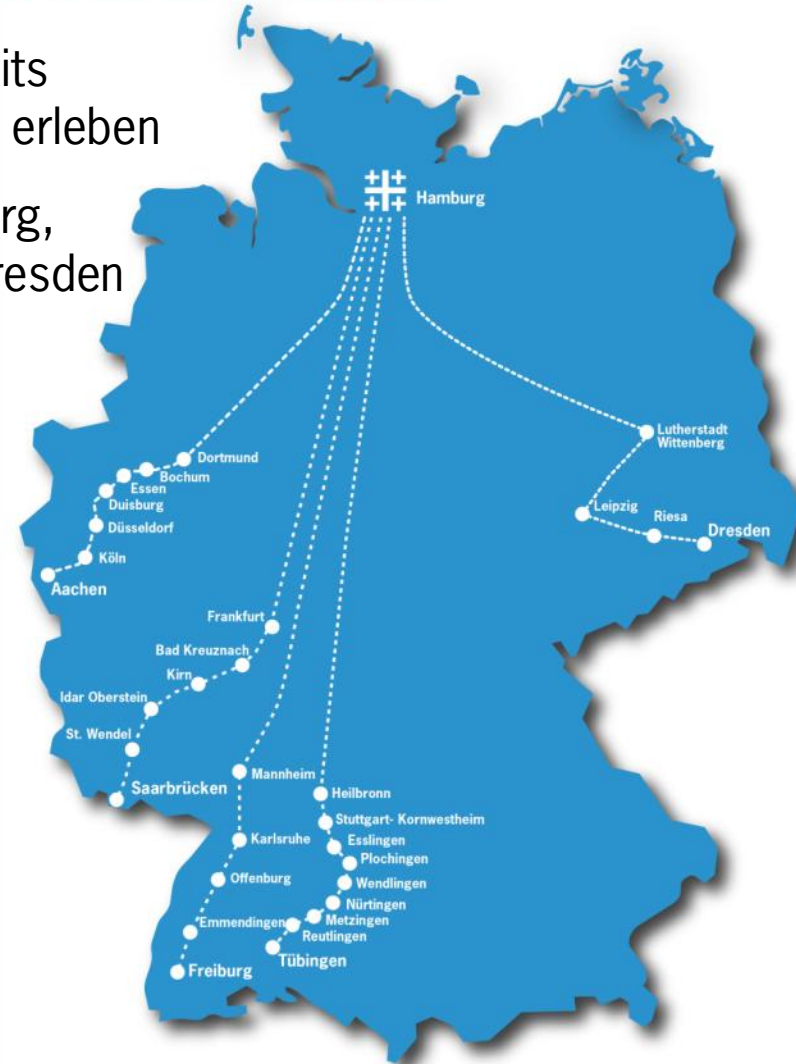 its
erleben
rg,
resden
Hamburg
Dortmund
Bochum
Essen
Duisburg
Düsseldorf
Köln
Aachen
Lutherstadt
Wittenberg
Leipzig
Riesa
Dresden
Frankfurt
Bad Kreuznach
Kirn
Idar Oberstein
St. Wendel
Saarbrücken
Mannheim
Karlsruhe
Offenburg
Emmendingen
Freiburg
Heilbronn
Stuttgart- Kornwestheim
Esslingen
Plochingen
Wendlingen
Nürtingen
Metzingen
Reutlingen
Tübingen